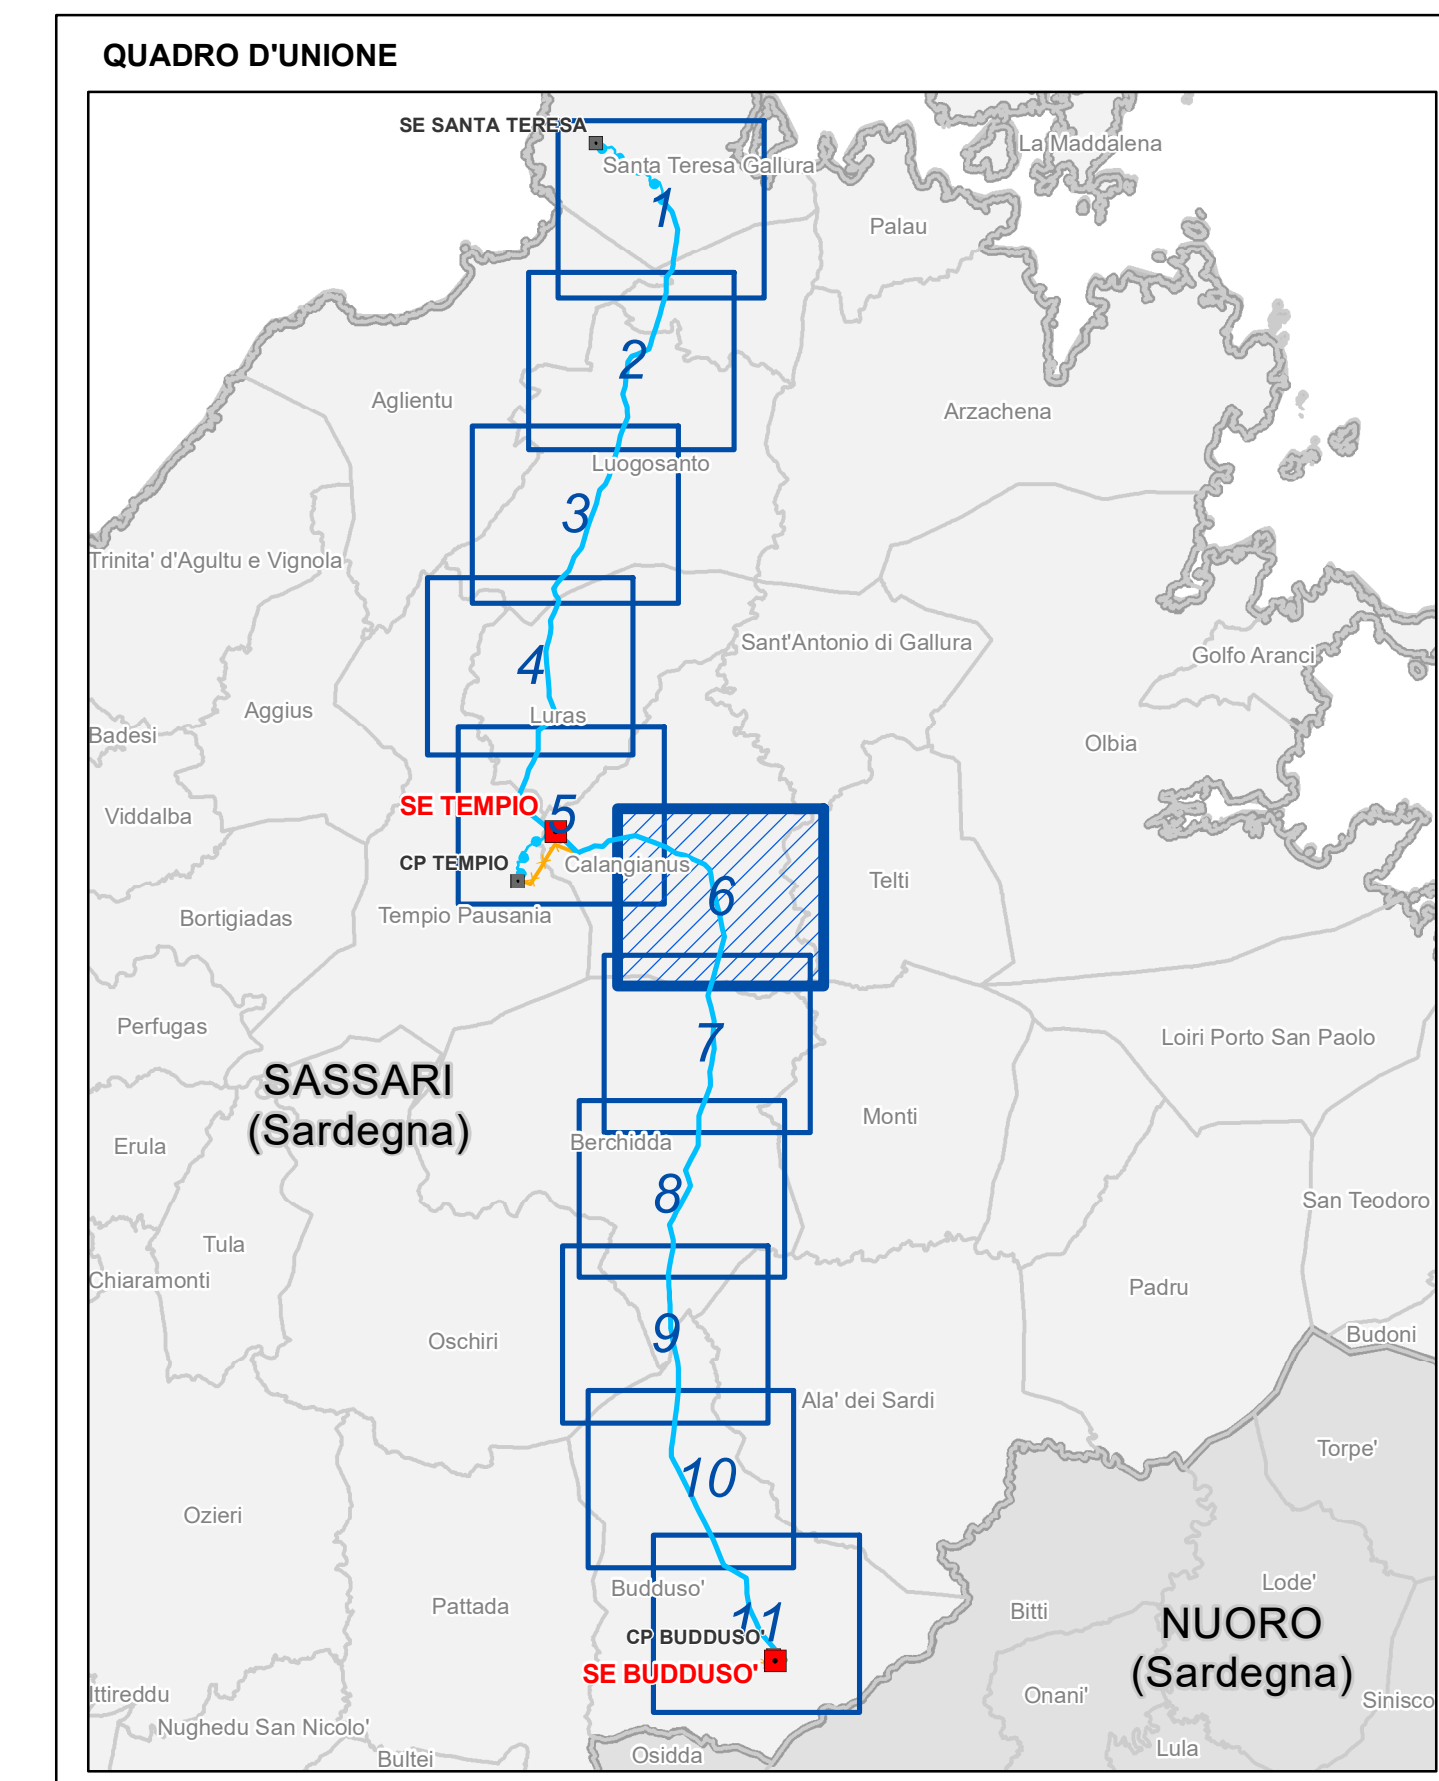 QUADRO D'UNIONE
SE SANTA TERESA
La Maddalena
Santa Teresa Gallura
1
Palau
2
Aglientu
Arzachena
Luogosanto
3
Trinita' d'Agultu e Vignola
Sant'Antonio di Gallura
Golfo Aranci
4
Aggius
Luras
Badesi
Olbia
SE TEMPIO
5
Viddalba
CP TEMPIO
Calangianus
Telti
6
Tempio Pausania
Bortigiadas
Perfugas
Loiri Porto San Paolo
7
SASSARI
(Sardegna)
Monti
Erula
Berchidda
8
San Teodoro
Tula
Chiaramonti
Padru
9
Oschiri
Budoni
Ala' dei Sardi
Torpe'
10
Ozieri
Budduso'
Lode'
Pattada
Bitti
11
NUORO
(Sardegna)
CP BUDDUSO'
SE BUDDUSO'
Ittireddu
Onani'
Sinisco
Nughedu San Nicolo'
Bultei
Osidda
Lula